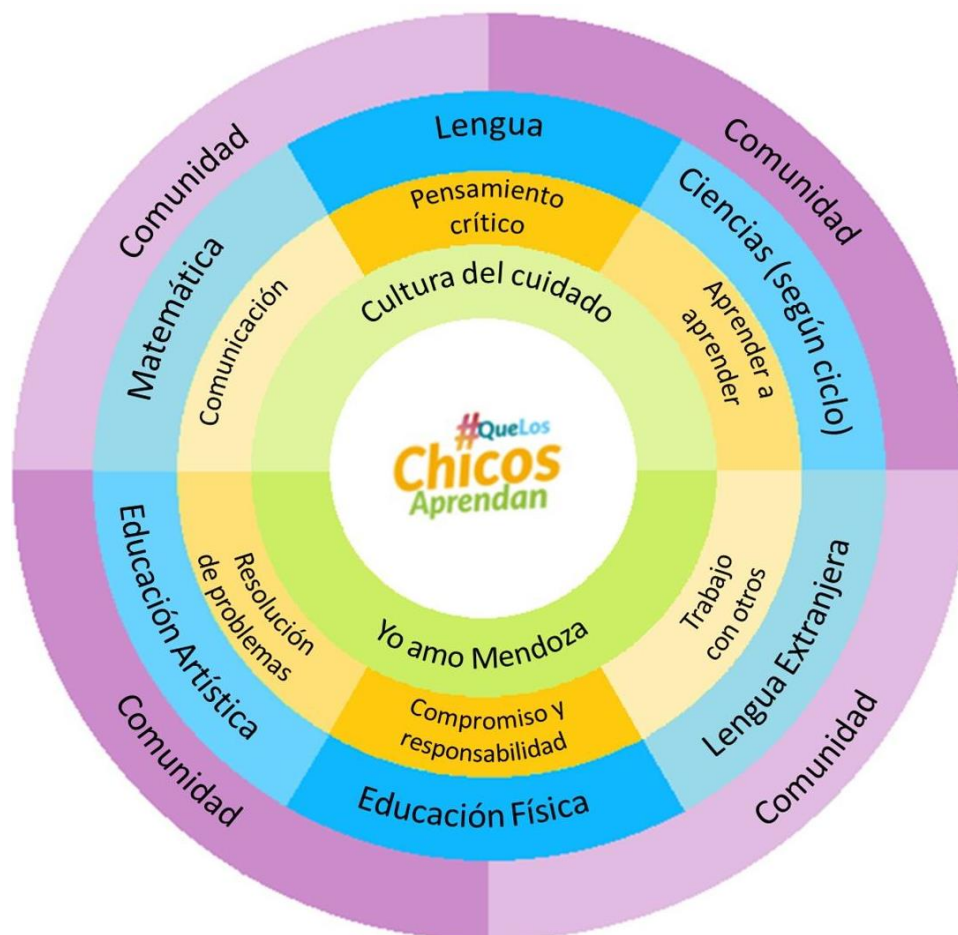 Comunidad
Comunidad
Comunidad
Comunidad
Lengua
Ciencias (según ciclo)
Lengua Extranjera
Educación Física
Educación Artística
Matemática
Pensamiento
crítico
Aprender a
aprender
Trabajo
con otros
Compromiso y
responsabilidad
Resolución
de problemas
Comunicación
Cultura del cuidado
Yo amo Mendoza
#QueLos
Chicos
Aprendan